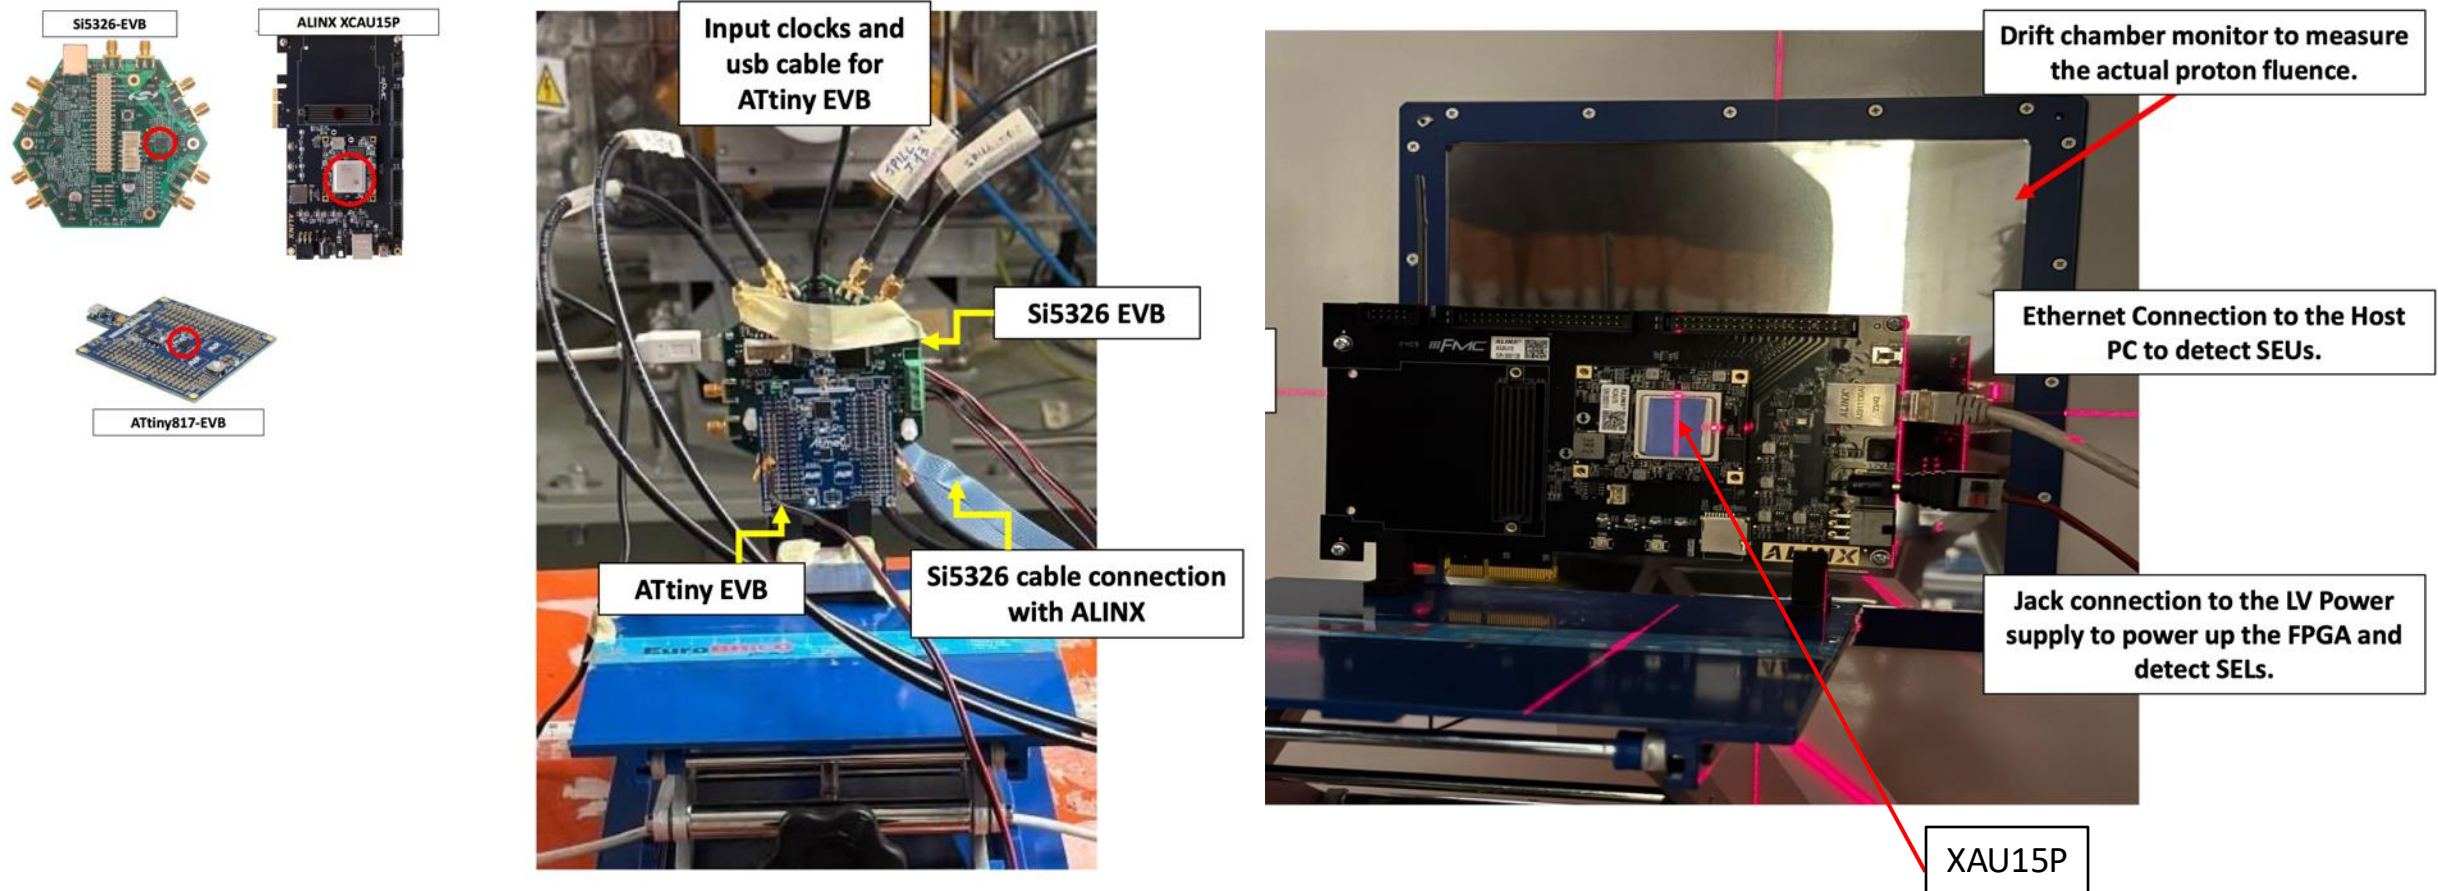 Si5326-EVB
ALINX XCAU15P
ATtiny817-EVB
Input clocks and
usb cable for
ATtiny EVB
Si5326 EVB
ATtiny EVB
Si5326 cable connection
with ALINX
Drift chamber monitor to measure
the actual proton fluence.
Ethernet Connection to the Host
PC to detect SEUs.
Jack connection to the LV Power
supply to power up the FPGA and
detect SELs.
XAU15P
FMC
ALINX